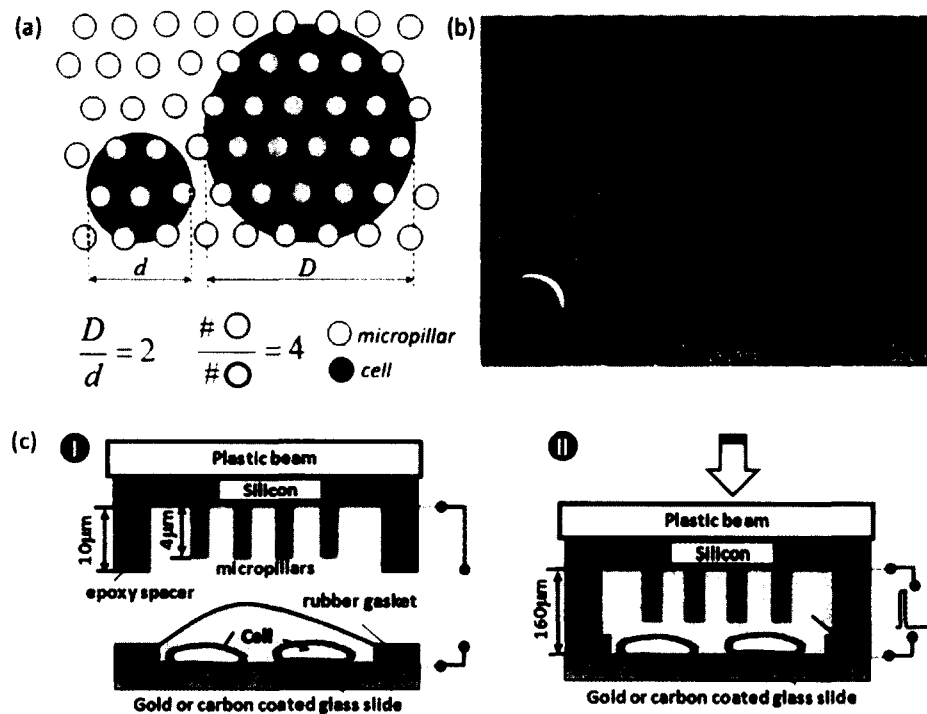 (a)
(b)
d
D
D/d = 2
# / # = 4
micropillar
cell
(c)
I
Plastic beam
Silicon
10μm
4μm
micropillars
epoxy spacer
rubber gasket
Cell
Gold or carbon coated glass slide
II
Plastic beam
Silicon
160μm
Gold or carbon coated glass slide